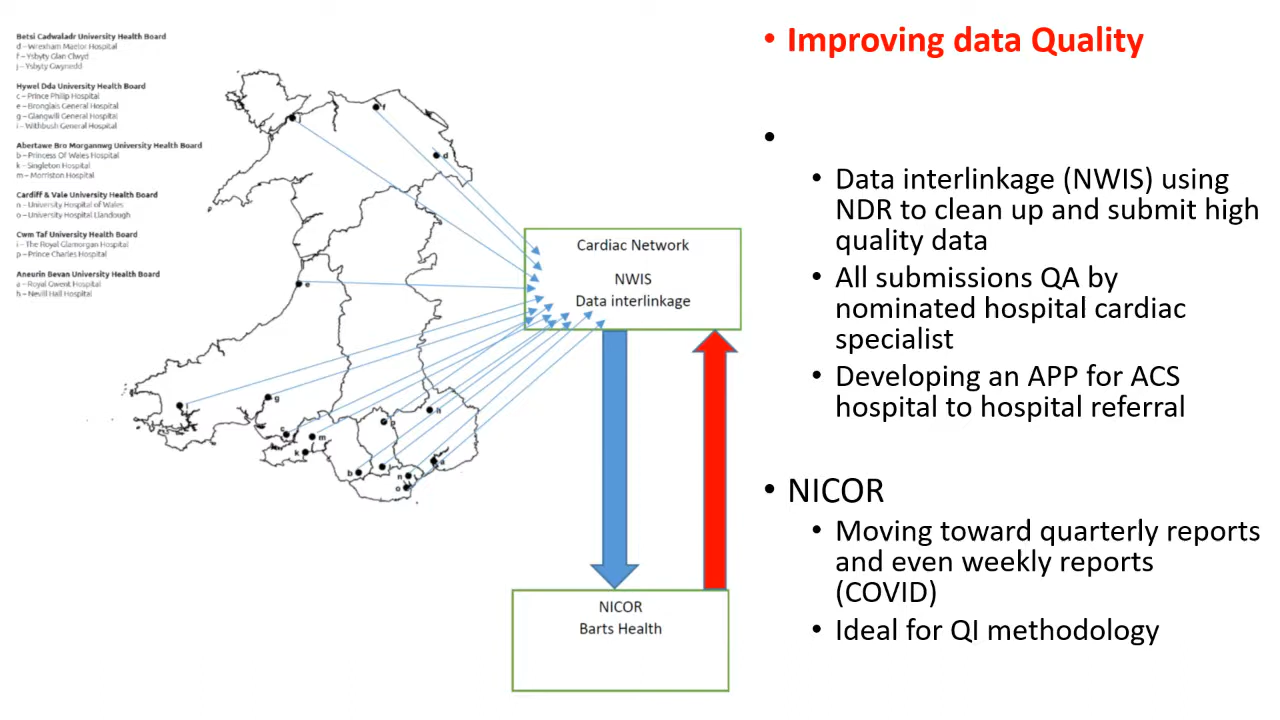 Betsi Cadwaladr University Health Board
d – Wrexham Maelor Hospital
f – Ysbyty Glan Clwyd
j – Ysbyty Gwynedd
Hywel Dda University Health Board
c – Prince Philip Hospital
e – Bronglais General Hospital
g – Glangwili General Hospital
i – Withbush General Hospital
Abertawe Bro Morgannwg University Health Board
b – Princess Of Wales Hospital
k – Singleton Hospital
m – Morriston Hospital
Cardiff & Vale University Health Board
n – University Hospital of Wales
o – University Hospital Llandough
Cwm Taf University Health Board
i – The Royal Glamorgan Hospital
p – Prince Charles Hospital
Aneurin Bevan University Health Board
a – Royal Gwent Hospital
h – Nevill Hall Hospital
f
d
e
g
c
m
k
b
n
o
Cardiac Network
NWIS
Data interlinkage
NICOR
Barts Health
• Improving data Quality
•
• Data interlinkage (NWIS) using
NDR to clean up and submit high
quality data
• All submissions QA by
nominated hospital cardiac
specialist
• Developing an APP for ACS
hospital to hospital referral
• NICOR
• Moving toward quarterly reports
and even weekly reports
(COVID)
• Ideal for QI methodology